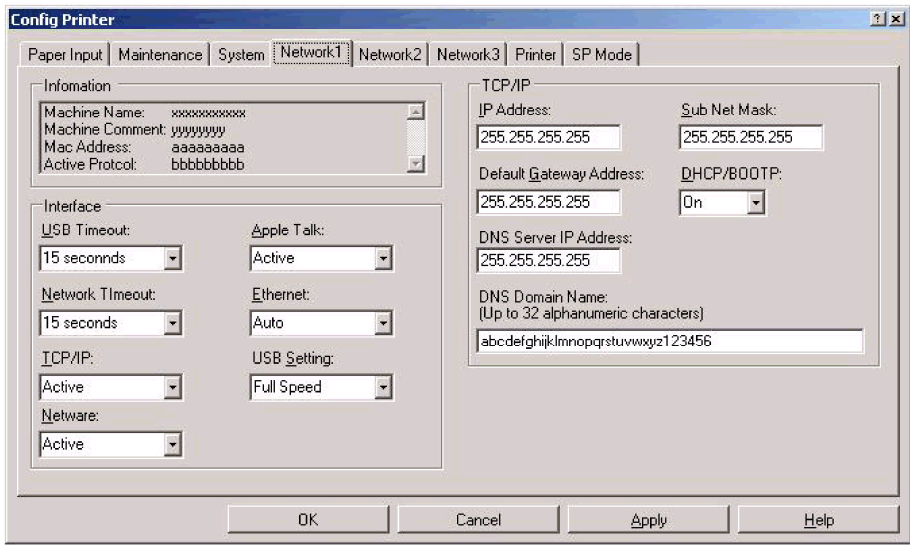 Config Printer
Paper Input Maintenance System Network1 Network2 Network3 Printer SP Mode
Infomation
Machine Name: xxxxxxxxxxx
Machine Comment: yyyyyyyy
Mac Address: aaaaaaaaa
Active Protcol: bbbbbbbbb
Interface
USB Timeout: Apple Talk:
15 seconnds Active
Network TImeout: Ethernet:
15 seconds Auto
TCP/IP: USB Setting:
Active Full Speed
Netware:
Active
TCP/IP
IP Address: Sub Net Mask:
255.255.255.255 255.255.255.255
Default Gateway Address: DHCP/BOOTP:
255.255.255.255 On
DNS Server IP Address:
255.255.255.255
DNS Domain Name:
(Up to 32 alphanumeric characters)
abcdefghijklmnopqrstuvwxyz123456
OK Cancel Apply Help